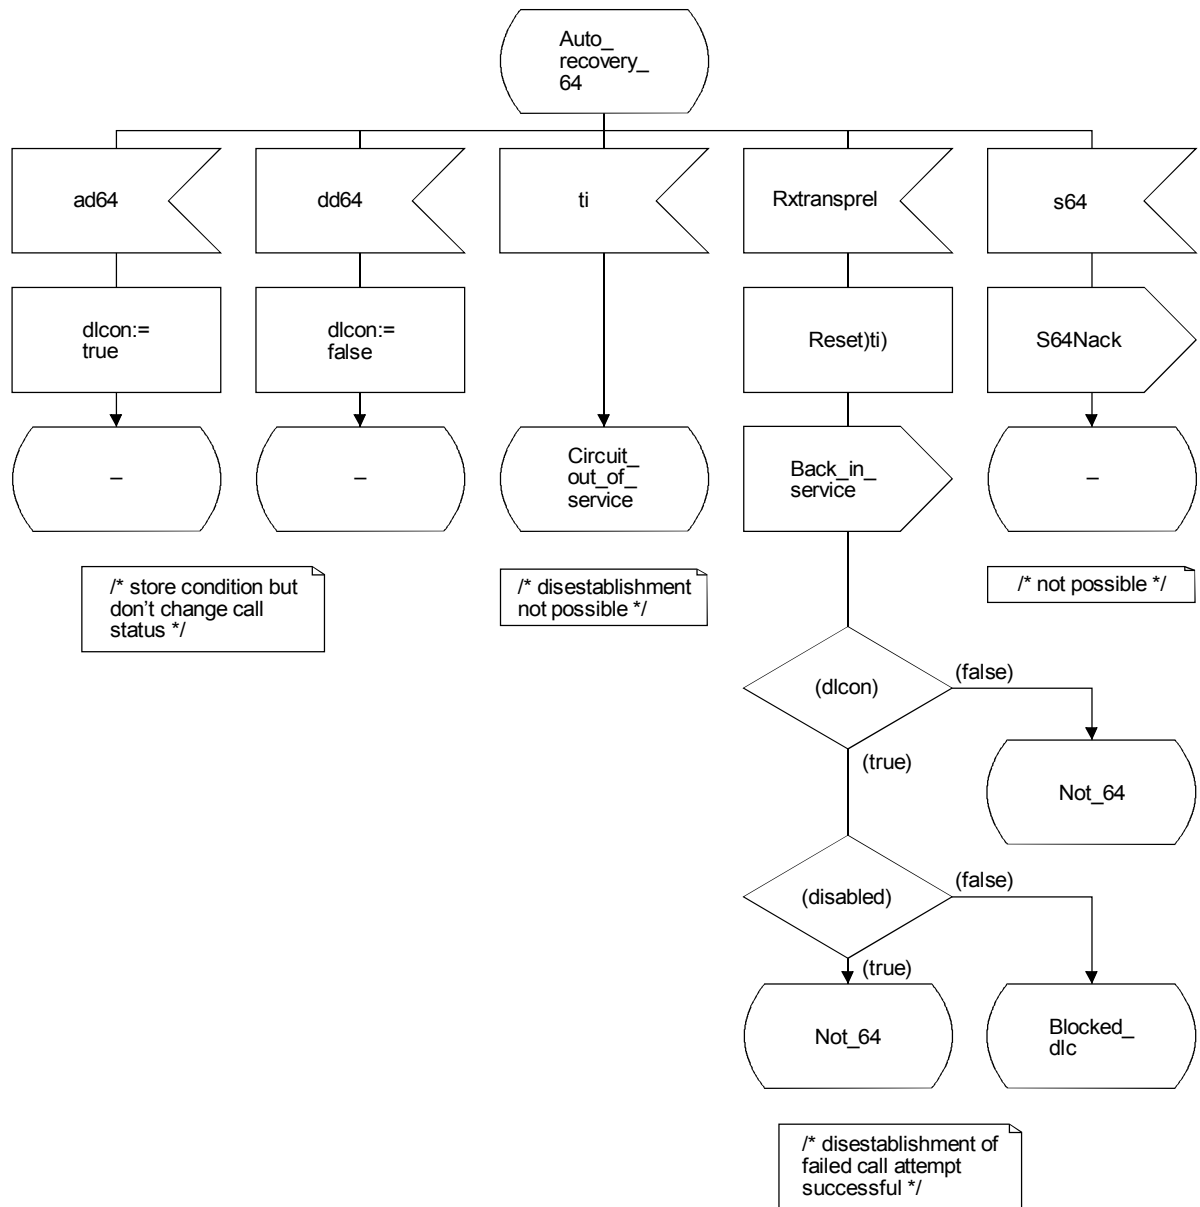 Auto_
recovery_
64
ad64
dd64
ti
Rxtransprel
s64
dlcon:=
true
dlcon:=
false
Reset)ti)
S64Nack
–
–
Circuit_
out_of_
service
Back_in_
service
–
/* store condition but
don't change call
status */
/* disestablishment
not possible */
/* not possible */
(dlcon)
(false)
(true)
Not_64
(disabled)
(false)
(true)
Not_64
Blocked_
dlc
/* disestablishment of
failed call attempt
successful */